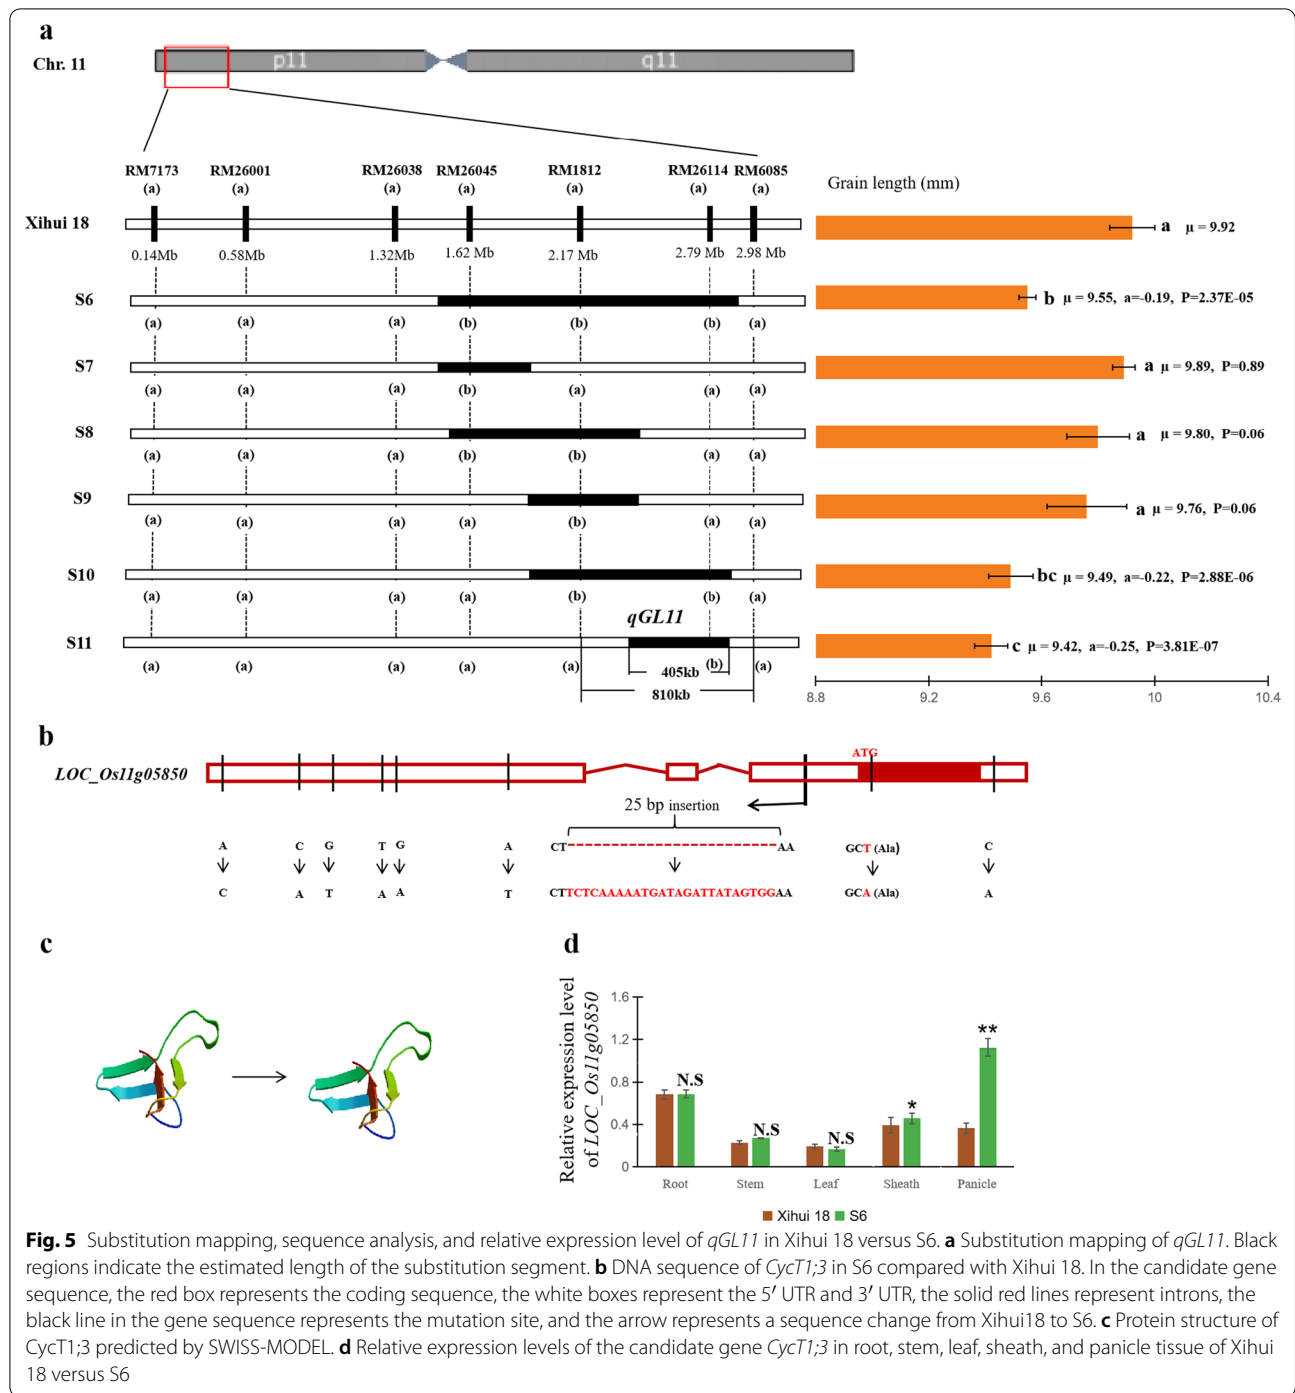 a
Chr. 11
p11
q11
RM7173 RM26001 RM26038 RM26045 RM1812 RM26114 RM6085
(a) (a) (a) (a) (a) (a) (a)
Grain length (mm)
Xihui 18
a μ = 9.92
0.14Mb 0.58Mb 1.32Mb 1.62 Mb 2.17 Mb 2.79 Mb 2.98 Mb
S6
b μ = 9.55, a=-0.19, P=2.37E-05
(a) (a) (a) (b) (b) (b) (a)
S7
a μ = 9.89, P=0.89
(a) (a) (a) (b) (a) (a) (a)
S8
a μ = 9.80, P=0.06
(a) (a) (a) (b) (b) (a) (a)
S9
a μ = 9.76, P=0.06
(a) (a) (a) (a) (b) (a) (a)
S10
bc μ = 9.49, a=-0.22, P=2.88E-06
(a) (a) (a) (a) (b) (b) (a)
qGL11
S11
c μ = 9.42, a=-0.25, P=3.81E-07
(a) (a) (a) (a) (a) (b) (a)
405kb
810kb
8.8 9.2 9.6 10 10.4
b
ATG
LOC_Os11g05850
25 bp insertion
A C G T G A CT AA GCT (Ala) C
C A T A A T CTTCTCAAAAATGATAGATTATAGTGGAA GCA (Ala) A
c
d
Relative expression level
of LOC_Os11g05850
1.6
1.2
0.8
0.4
0
N.S N.S N.S * **
Root Stem Leaf Sheath Panicle
Xihui 18 S6
Fig. 5 Substitution mapping, sequence analysis, and relative expression level of qGL11 in Xihui 18 versus S6. a Substitution mapping of qGL11. Black
regions indicate the estimated length of the substitution segment. b DNA sequence of CycT1;3 in S6 compared with Xihui 18. In the candidate gene
sequence, the red box represents the coding sequence, the white boxes represent the 5′ UTR and 3′ UTR, the solid red lines represent introns, the
black line in the gene sequence represents the mutation site, and the arrow represents a sequence change from Xihui18 to S6. c Protein structure of
CycT1;3 predicted by SWISS-MODEL. d Relative expression levels of the candidate gene CycT1;3 in root, stem, leaf, sheath, and panicle tissue of Xihui
18 versus S6